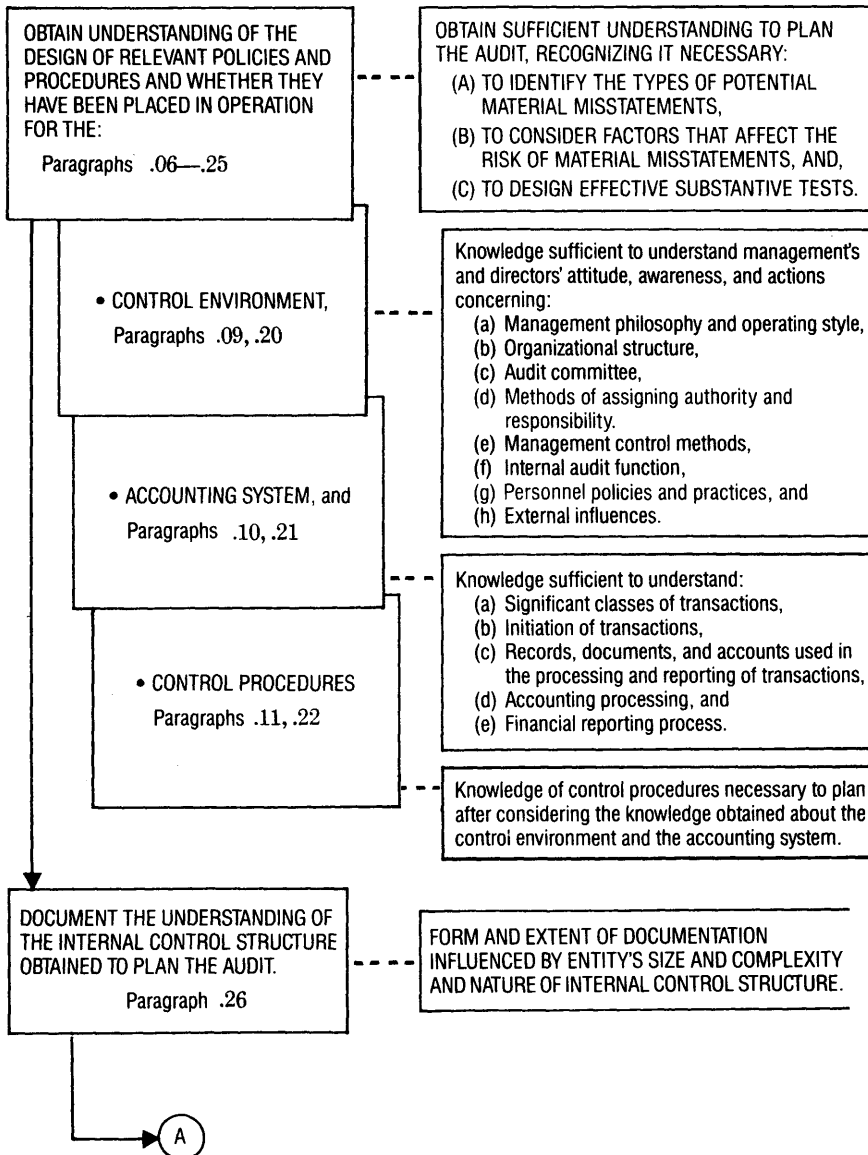 OBTAIN UNDERSTANDING OF THE
DESIGN OF RELEVANT POLICIES AND
PROCEDURES AND WHETHER THEY
HAVE BEEN PLACED IN OPERATION
FOR THE:
Paragraphs .06—.25
OBTAIN SUFFICIENT UNDERSTANDING TO PLAN
THE AUDIT, RECOGNIZING IT NECESSARY:
(A) TO IDENTIFY THE TYPES OF POTENTIAL
MATERIAL MISSTATEMENTS,
(B) TO CONSIDER FACTORS THAT AFFECT THE
RISK OF MATERIAL MISSTATEMENTS, AND,
(C) TO DESIGN EFFECTIVE SUBSTANTIVE TESTS.
• CONTROL ENVIRONMENT,
Paragraphs .09, .20
Knowledge sufficient to understand management's
and directors' attitude, awareness, and actions
concerning:
(a) Management philosophy and operating style,
(b) Organizational structure,
(c) Audit committee,
(d) Methods of assigning authority and
responsibility.
(e) Management control methods,
(f) Internal audit function,
(g) Personnel policies and practices, and
(h) External influences.
• ACCOUNTING SYSTEM, and
Paragraphs .10, .21
Knowledge sufficient to understand:
(a) Significant classes of transactions,
(b) Initiation of transactions,
(c) Records, documents, and accounts used in
the processing and reporting of transactions,
(d) Accounting processing, and
(e) Financial reporting process.
• CONTROL PROCEDURES
Paragraphs .11, .22
Knowledge of control procedures necessary to plan
after considering the knowledge obtained about the
control environment and the accounting system.
DOCUMENT THE UNDERSTANDING OF
THE INTERNAL CONTROL STRUCTURE
OBTAINED TO PLAN THE AUDIT.
Paragraph .26
FORM AND EXTENT OF DOCUMENTATION
INFLUENCED BY ENTITY'S SIZE AND COMPLEXITY
AND NATURE OF INTERNAL CONTROL STRUCTURE.
A